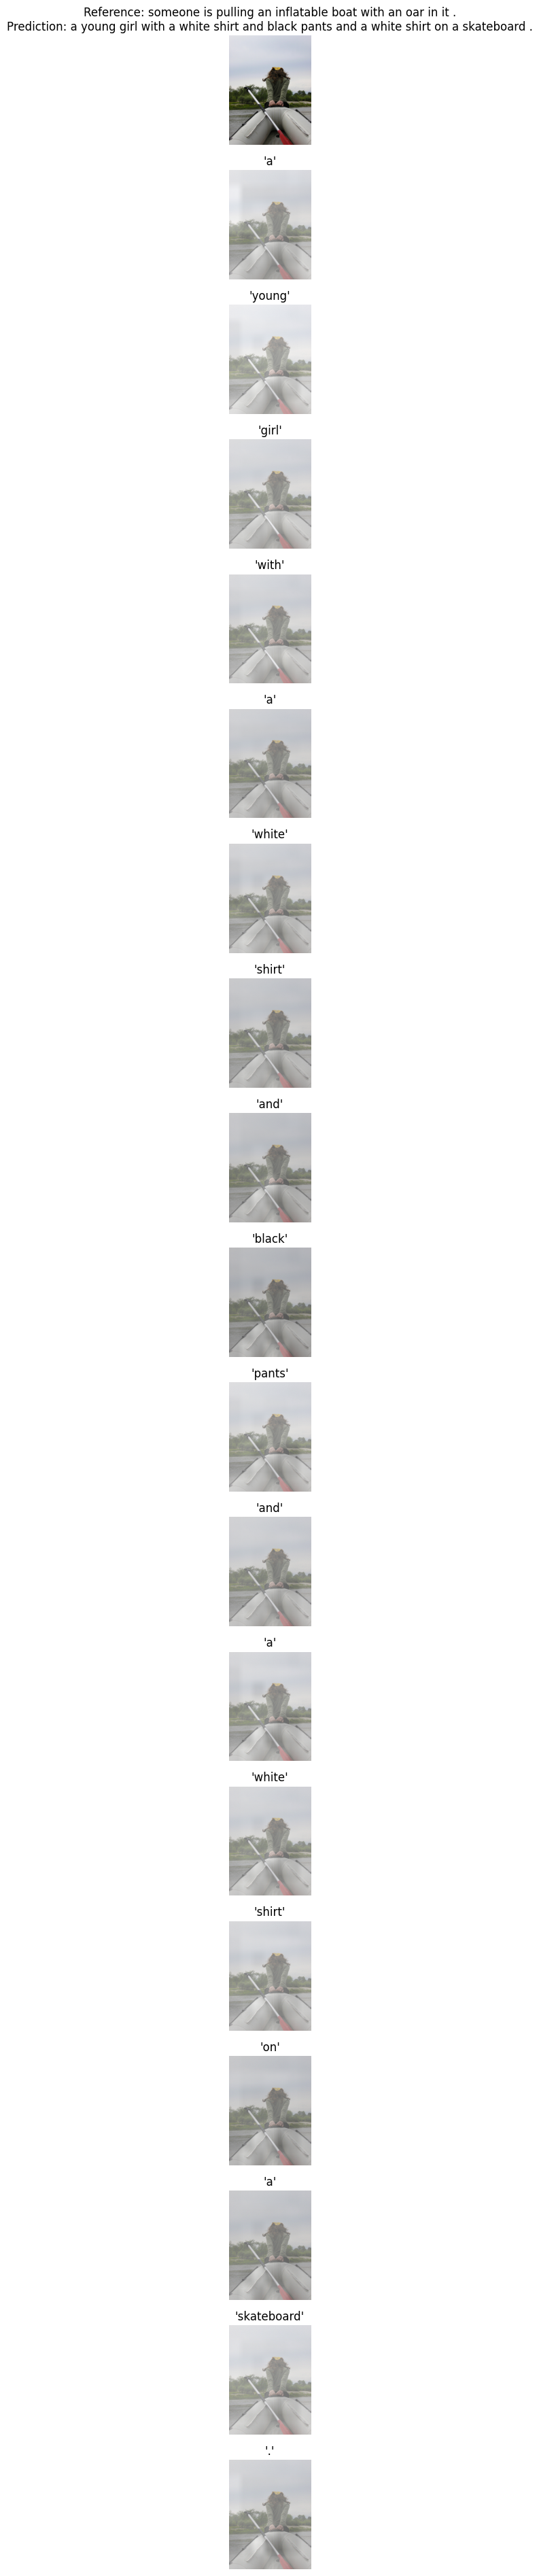 Reference: someone is pulling an inflatable boat with an oar in it .
Prediction: a young girl with a white shirt and black pants and a white shirt on a skateboard .
'a'
'young'
'girl'
'with'
'a'
'white'
'shirt'
'and'
'black'
'pants'
'and'
'a'
'white'
'shirt'
'on'
'a'
'skateboard'
'.'